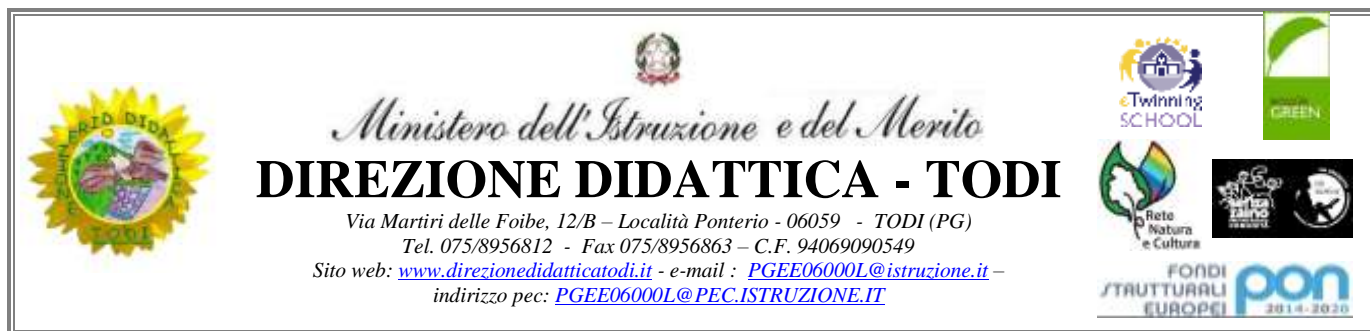 Ministero dell'Istruzione e del Merito
DIREZIONE DIDATTICA - TODI
Via Martiri delle Foibe, 12/B – Località Ponterio - 06059 - TODI (PG)
Tel. 075/8956812 - Fax 075/8956863 – C.F. 94069090549
Sito web: www.direzionedidatticatodi.it - e-mail : PGEE06000L@istruzione.it –
indirizzo pec: PGEE06000L@PEC.ISTRUZIONE.IT
TODI
eTwinning
SCHOOL
GREEN
Rete
Natura
e Cultura
senza
zaino
FONDI
STRUTTURALI
EUROPEI
pon
2014-2020